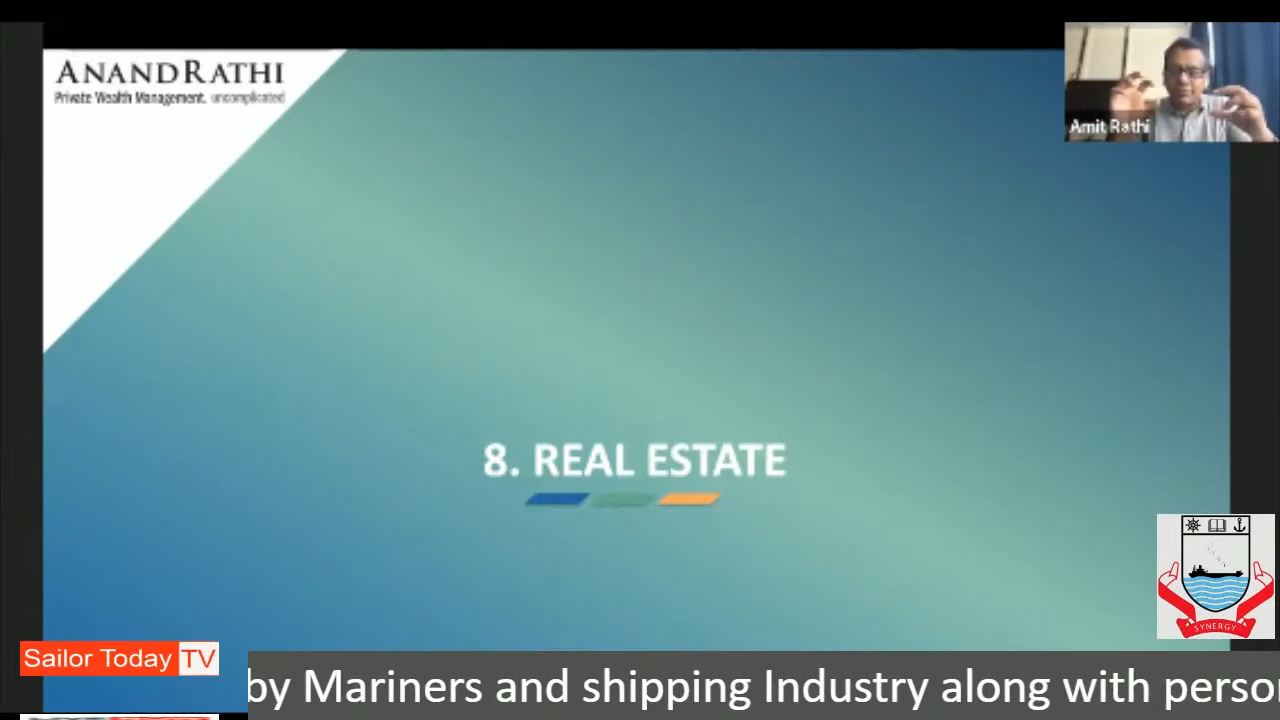 ANANDRATHI
Private Wealth Management. uncomplicated
Amit Rathi
8. REAL ESTATE
SYNERGY
Sailor Today TV
by Mariners and shipping Industry along with perso